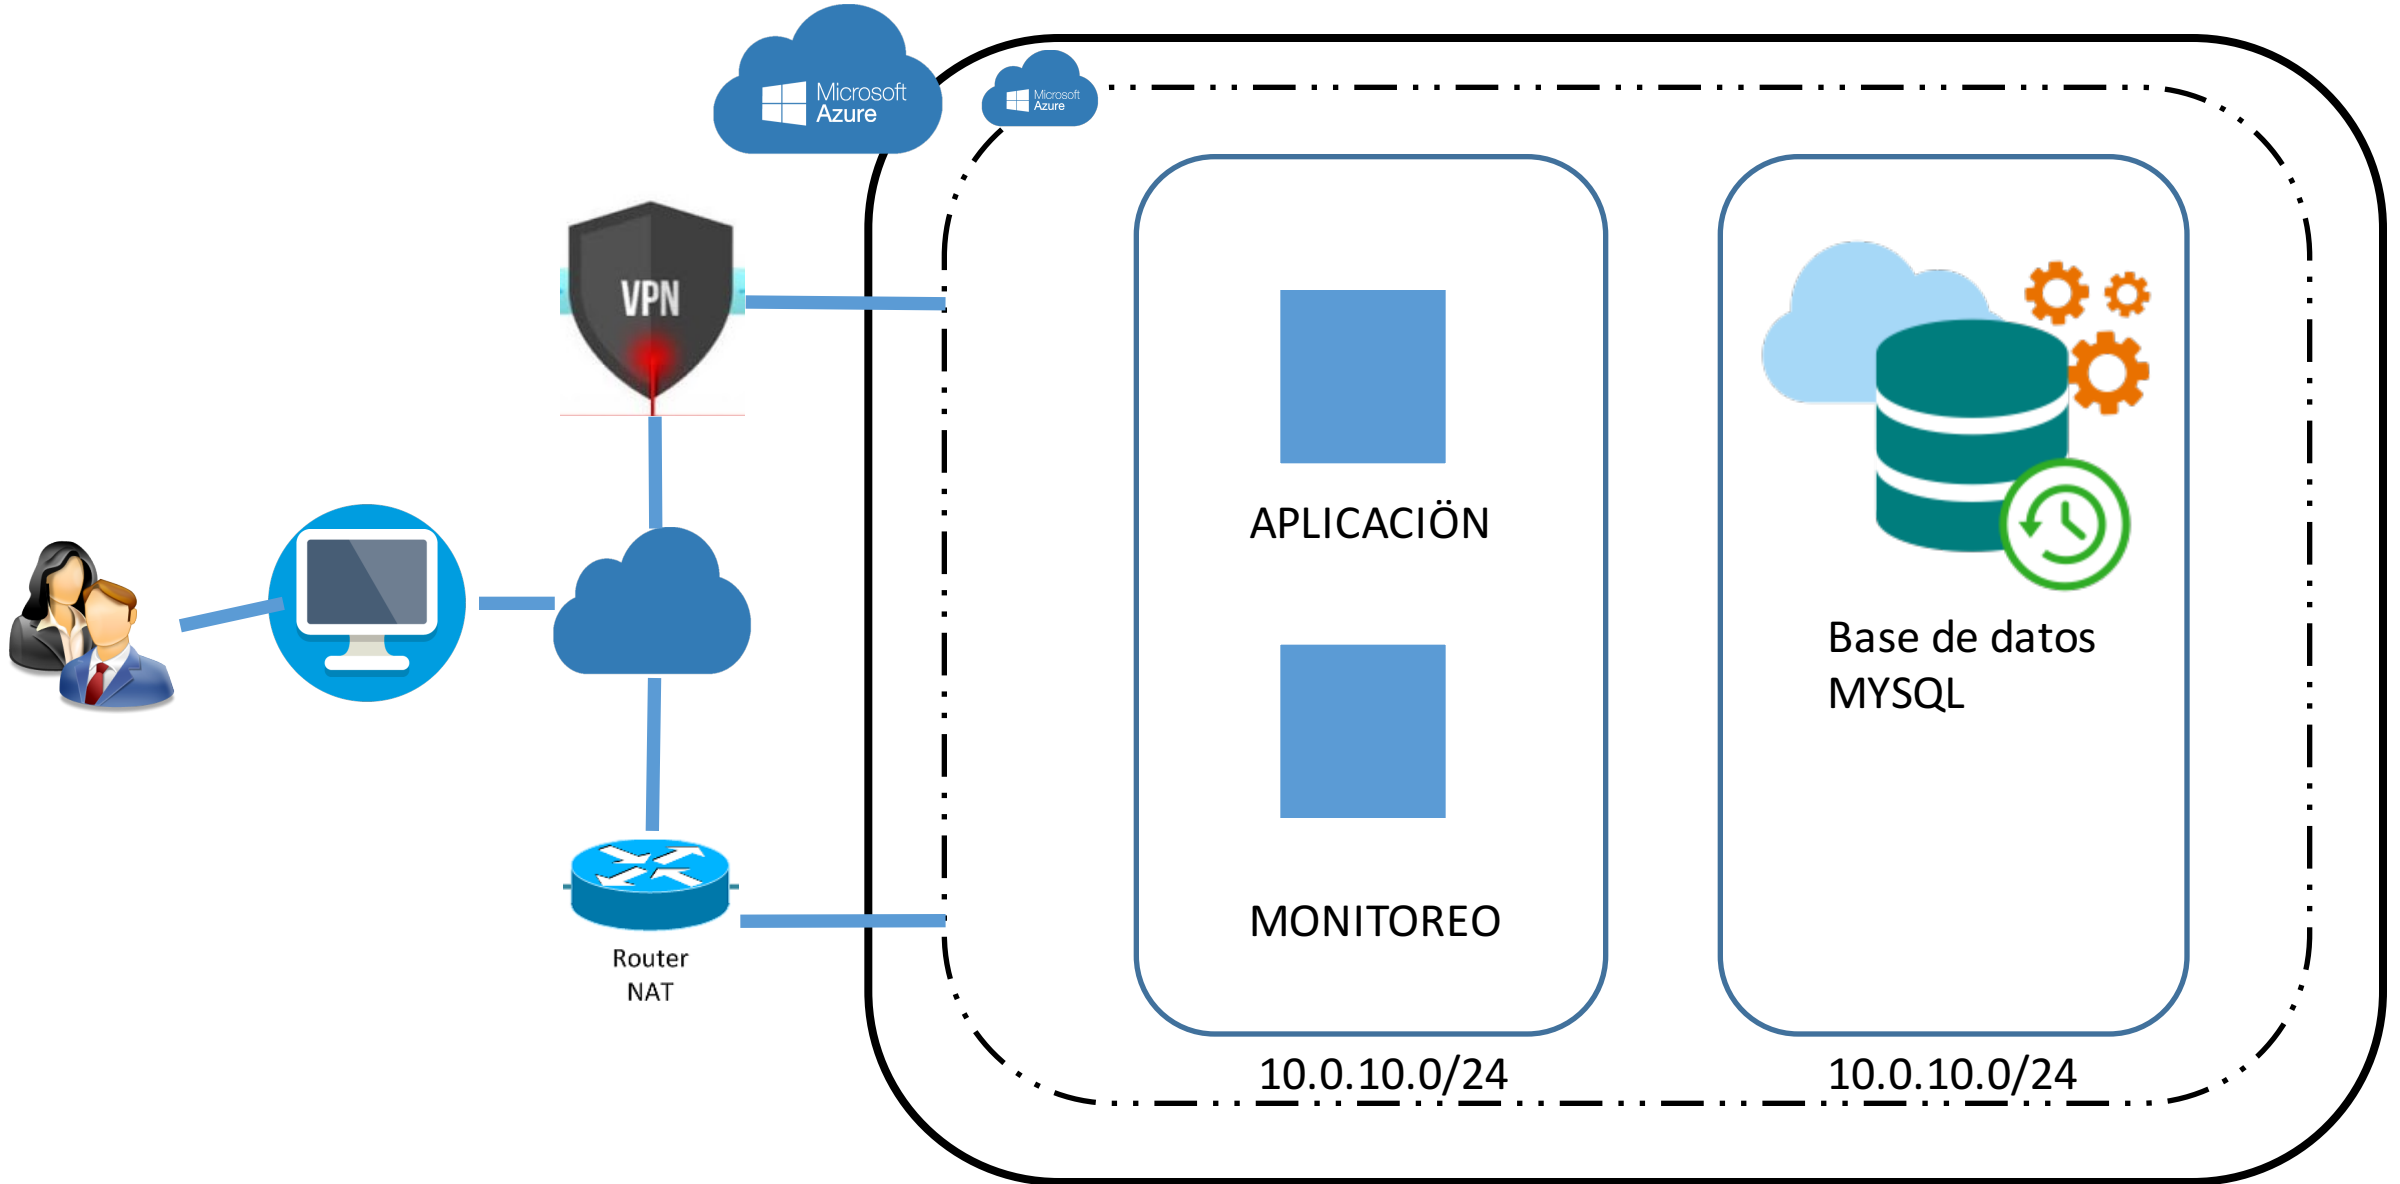 Microsoft
Azure
Microsoft
Azure
VPN
APLICACIÖN
Base de datos
MYSQL
MONITOREO
Router
NAT
10.0.10.0/24
10.0.10.0/24